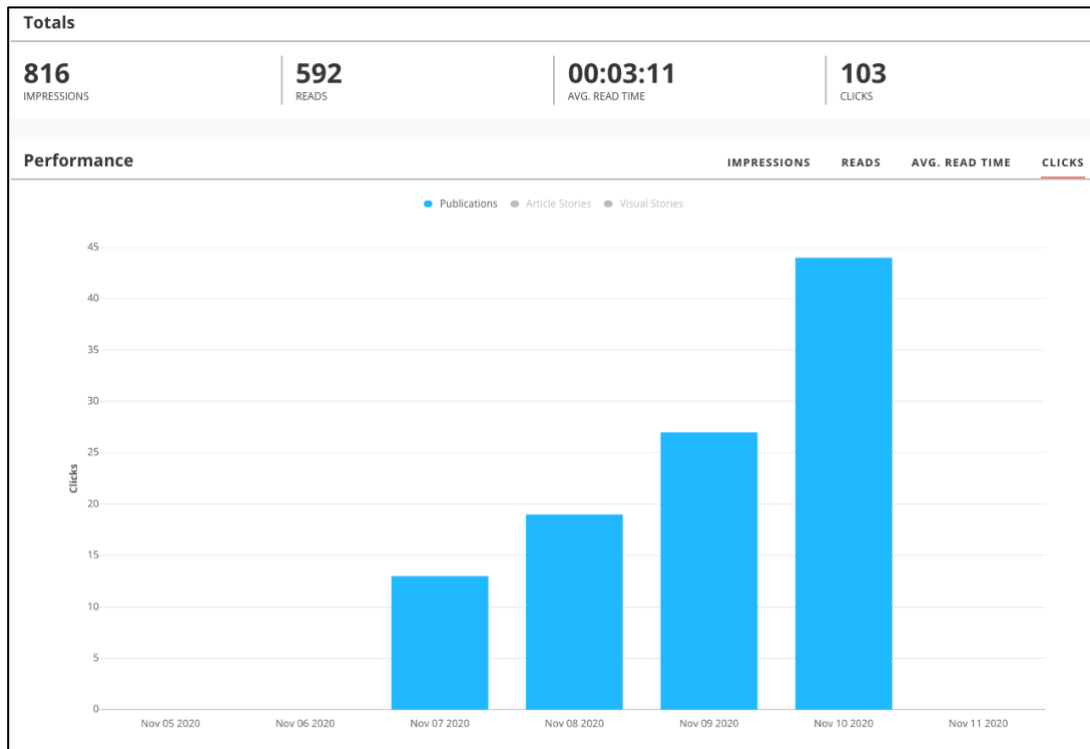 Totals
816 592 00:03:11 103
IMPRESSIONS READS AVG. READ TIME CLICKS
Performance IMPRESSIONS READS AVG. READ TIME CLICKS
Publications Article Stories Visual Stories
45
40
35
30
25
20
15
10
5
0
Clicks
Nov 05 2020 Nov 06 2020 Nov 07 2020 Nov 08 2020 Nov 09 2020 Nov 10 2020 Nov 11 2020